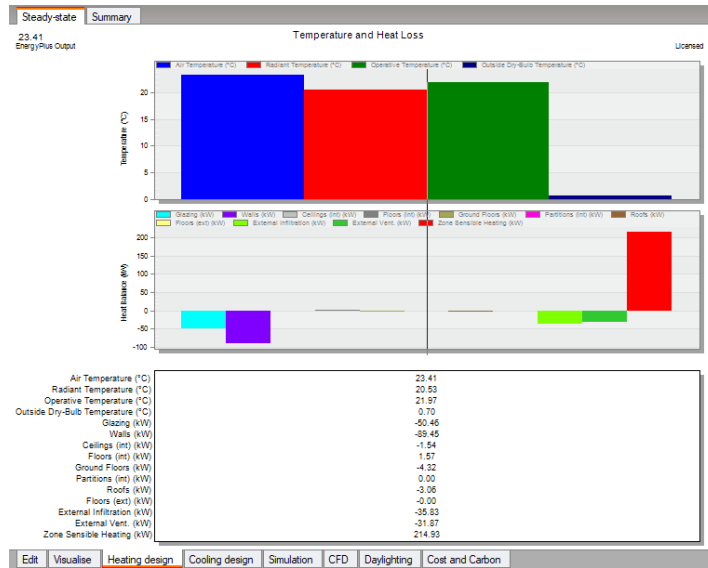 Steady-state Summary
23.41 Temperature and Heat Loss
EnergyPlus Output Licensed
Air Temperature (°C) Radiant Temperature (°C) Operative Temperature (°C) Outside Dry-Bulb Temperature (°C)
20
15
10
5
0
Temperature (°C)
Glazing (kW) Walls (kW) Ceilings (int) (kW) Floors (int) (kW) Ground Floors (kW) Partitions (int) (kW) Roofs (kW)
Floors (ext) (kW) External Infiltration (kW) External Vent. (kW) Zone Sensible Heating (kW)
200
150
100
50
0
-50
-100
Heat Balance (kW)
Air Temperature (°C) 23.41
Radiant Temperature (°C) 20.53
Operative Temperature (°C) 21.97
Outside Dry-Bulb Temperature (°C) 0.70
Glazing (kW) -50.46
Walls (kW) -89.45
Ceilings (int) (kW) -1.54
Floors (int) (kW) 1.57
Ground Floors (kW) -4.32
Partitions (int) (kW) 0.00
Roofs (kW) -3.06
Floors (ext) (kW) -0.00
External Infiltration (kW) -35.83
External Vent. (kW) -31.87
Zone Sensible Heating (kW) 214.93
Edit Visualise Heating design Cooling design Simulation CFD Daylighting Cost and Carbon